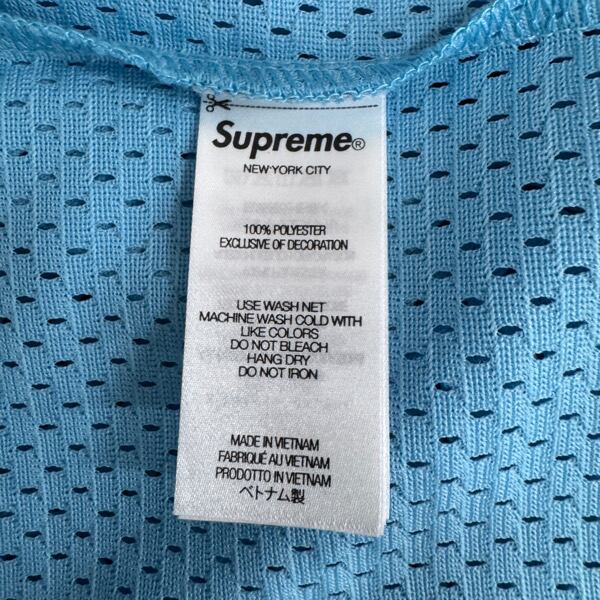 Supreme®
NEW YORK CITY
100% POLYESTER
EXCLUSIVE OF DECORATION
USE WASH NET
MACHINE WASH COLD WITH
LIKE COLORS
DO NOT BLEACH
HANG DRY
DO NOT IRON
MADE IN VIETNAM
FABRIQUÉ AU VIETNAM
PRODOTTO IN VIETNAM
ベトナム製